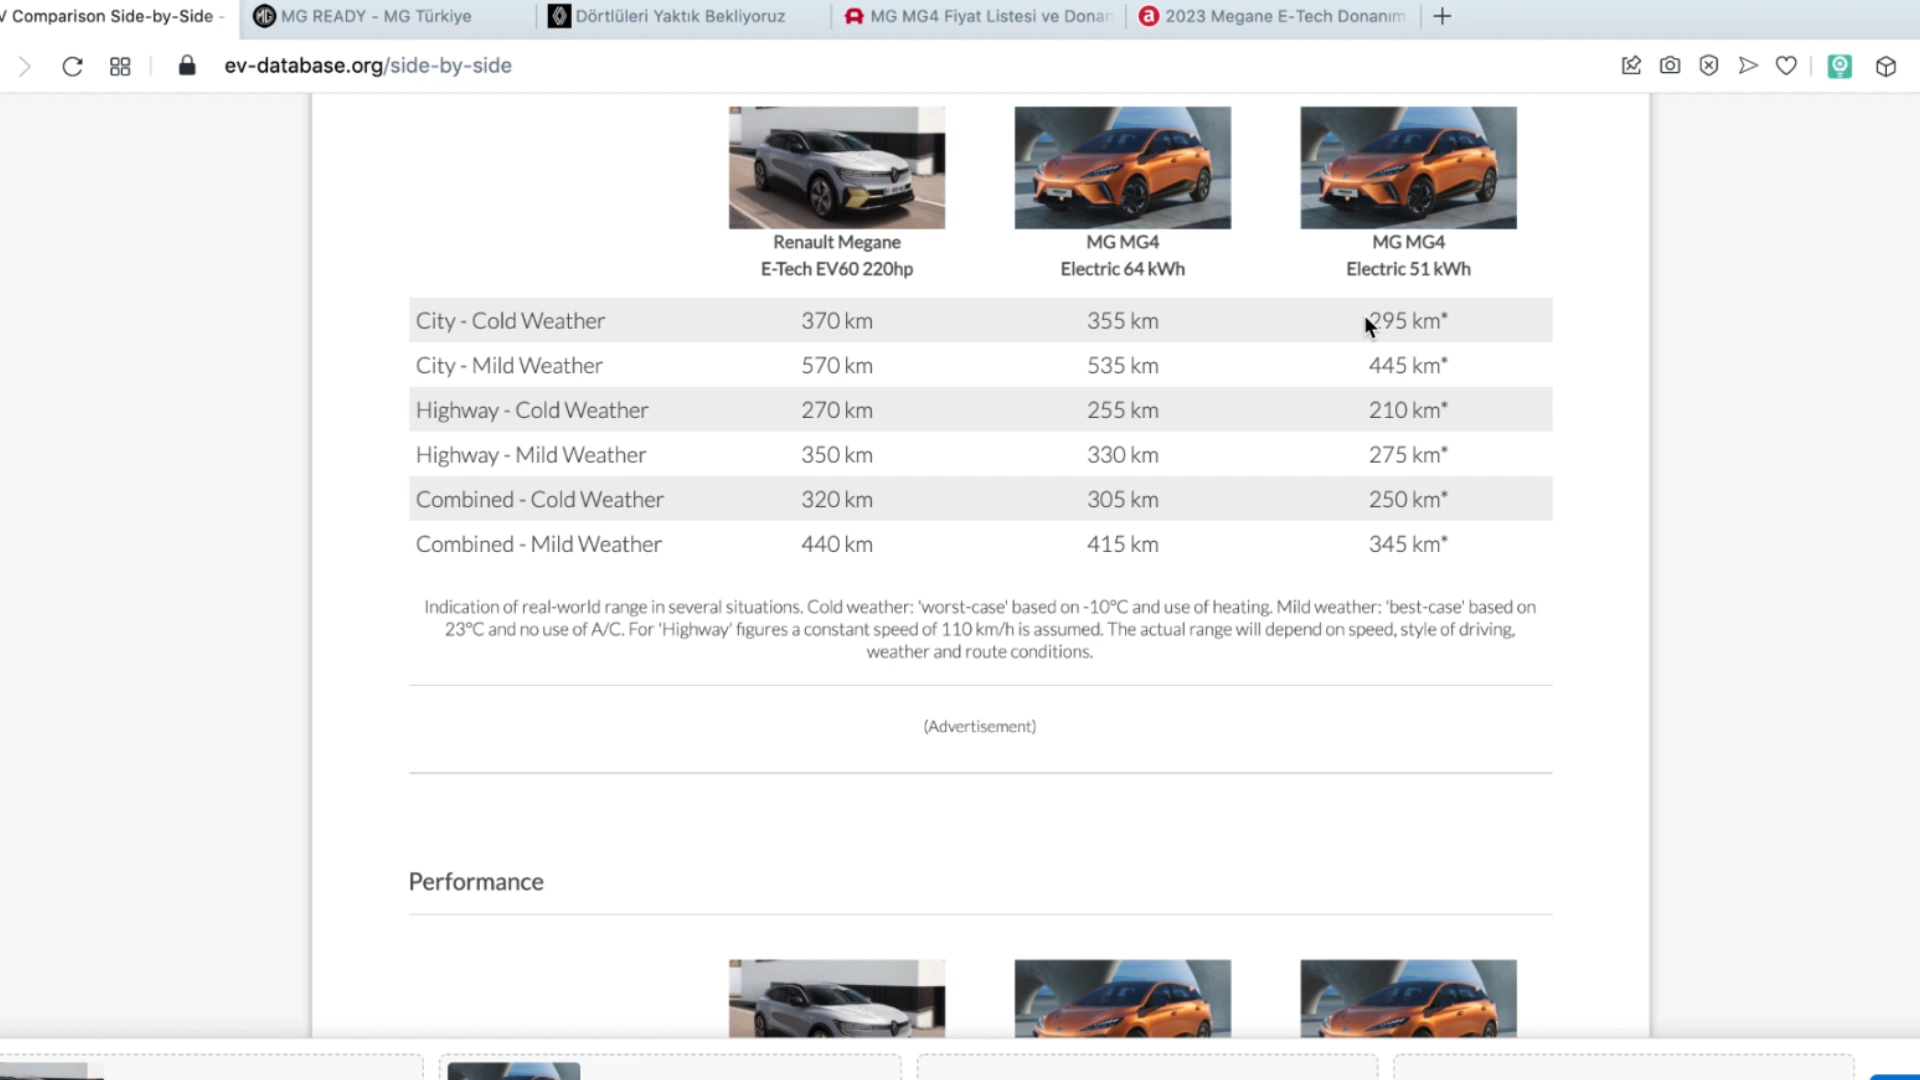 V Comparison Side-by-Side -
MG READY - MG Türkiye
Dörtlüleri Yaktık Bekliyoruz
MG MG4 Fiyat Listesi ve Donan
2023 Megane E-Tech Donanım
ev-database.org/side-by-side
Renault Megane
E-Tech EV60 220hp
MG MG4
Electric 64 kWh
MG MG4
Electric 51 kWh
City - Cold Weather 370 km 355 km 295 km*
City - Mild Weather 570 km 535 km 445 km*
Highway - Cold Weather 270 km 255 km 210 km*
Highway - Mild Weather 350 km 330 km 275 km*
Combined - Cold Weather 320 km 305 km 250 km*
Combined - Mild Weather 440 km 415 km 345 km*
Indication of real-world range in several situations. Cold weather: 'worst-case' based on -10°C and use of heating. Mild weather: 'best-case' based on
23°C and no use of A/C. For 'Highway' figures a constant speed of 110 km/h is assumed. The actual range will depend on speed, style of driving,
weather and route conditions.
(Advertisement)
Performance